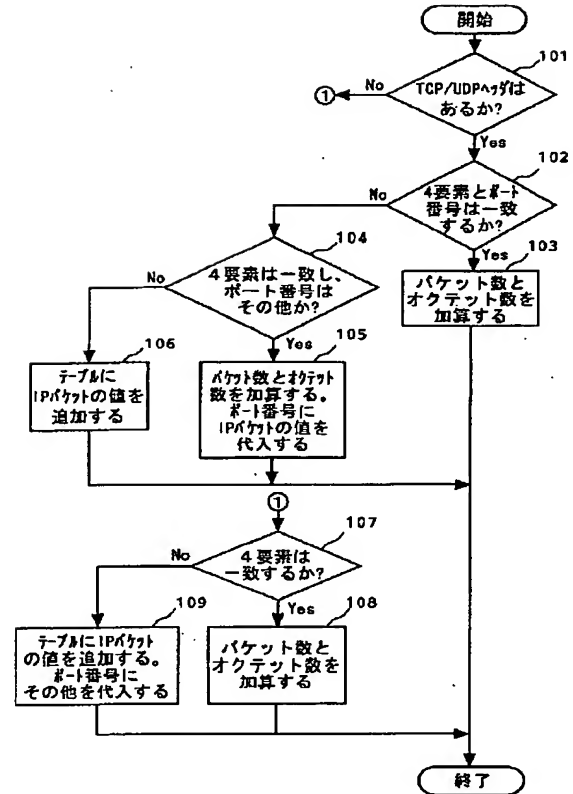 開始
101
TCP/UDPヘッダは
あるか?
No
①
Yes
102
4要素とポート
番号は一致
するか?
No
Yes
103
パケット数と
オクテット数を
加算する
104
4要素は一致し、
ポート番号は
その他か?
No
Yes
105
パケット数とオクテット
数を加算する。
ポート番号に
IPパケットの値を
代入する
106
テーブルに
IPパケットの値を
追加する
①
107
4要素は
一致するか?
No
Yes
108
パケット数と
オクテット数を
加算する
109
テーブルにIPパケット
の値を追加する。
ポート番号に
その他を代入する
終了